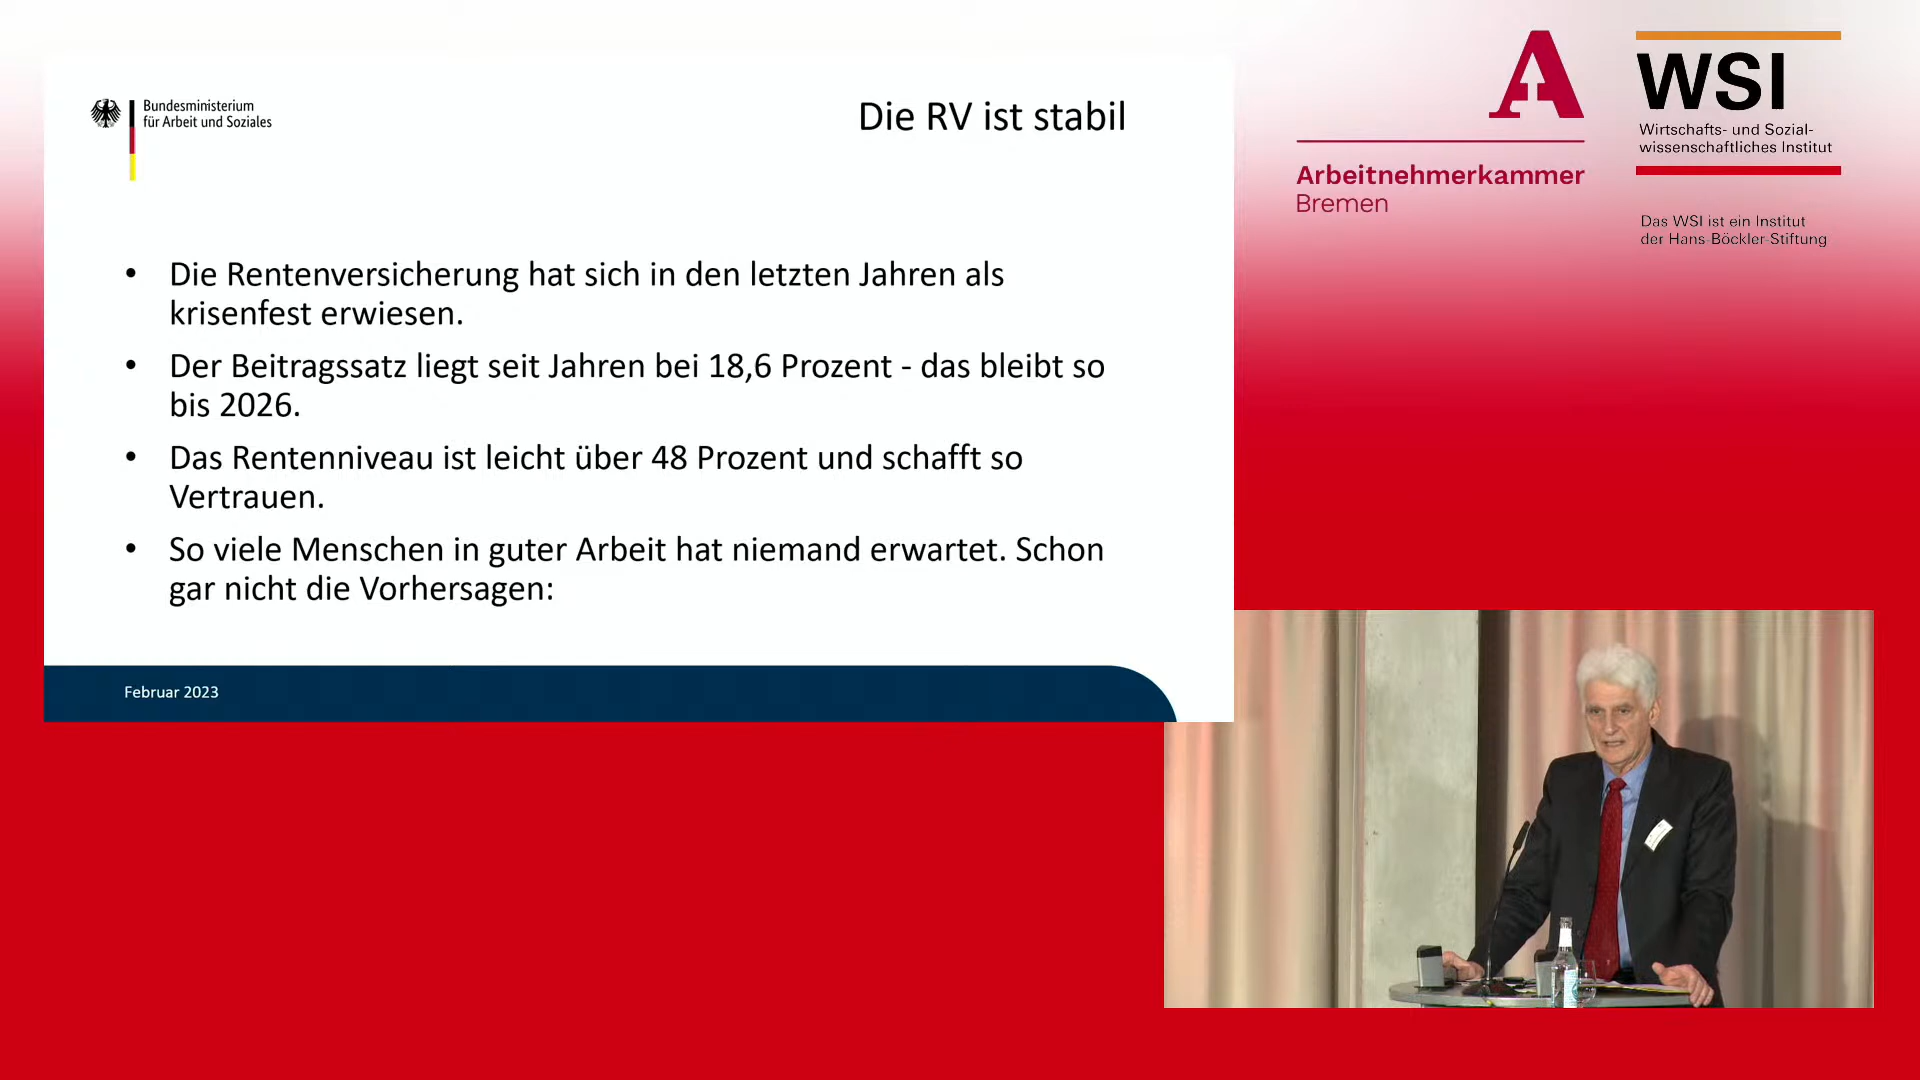 Bundesministerium
für Arbeit und Soziales
Die RV ist stabil
• Die Rentenversicherung hat sich in den letzten Jahren als
krisenfest erwiesen.
• Der Beitragssatz liegt seit Jahren bei 18,6 Prozent - das bleibt so
bis 2026.
• Das Rentenniveau ist leicht über 48 Prozent und schafft so
Vertrauen.
• So viele Menschen in guter Arbeit hat niemand erwartet. Schon
gar nicht die Vorhersagen:
Februar 2023
A
Arbeitnehmerkammer
Bremen
WSI
Wirtschafts- und Sozial-
wissenschaftliches Institut
Das WSI ist ein Institut
der Hans-Böckler-Stiftung